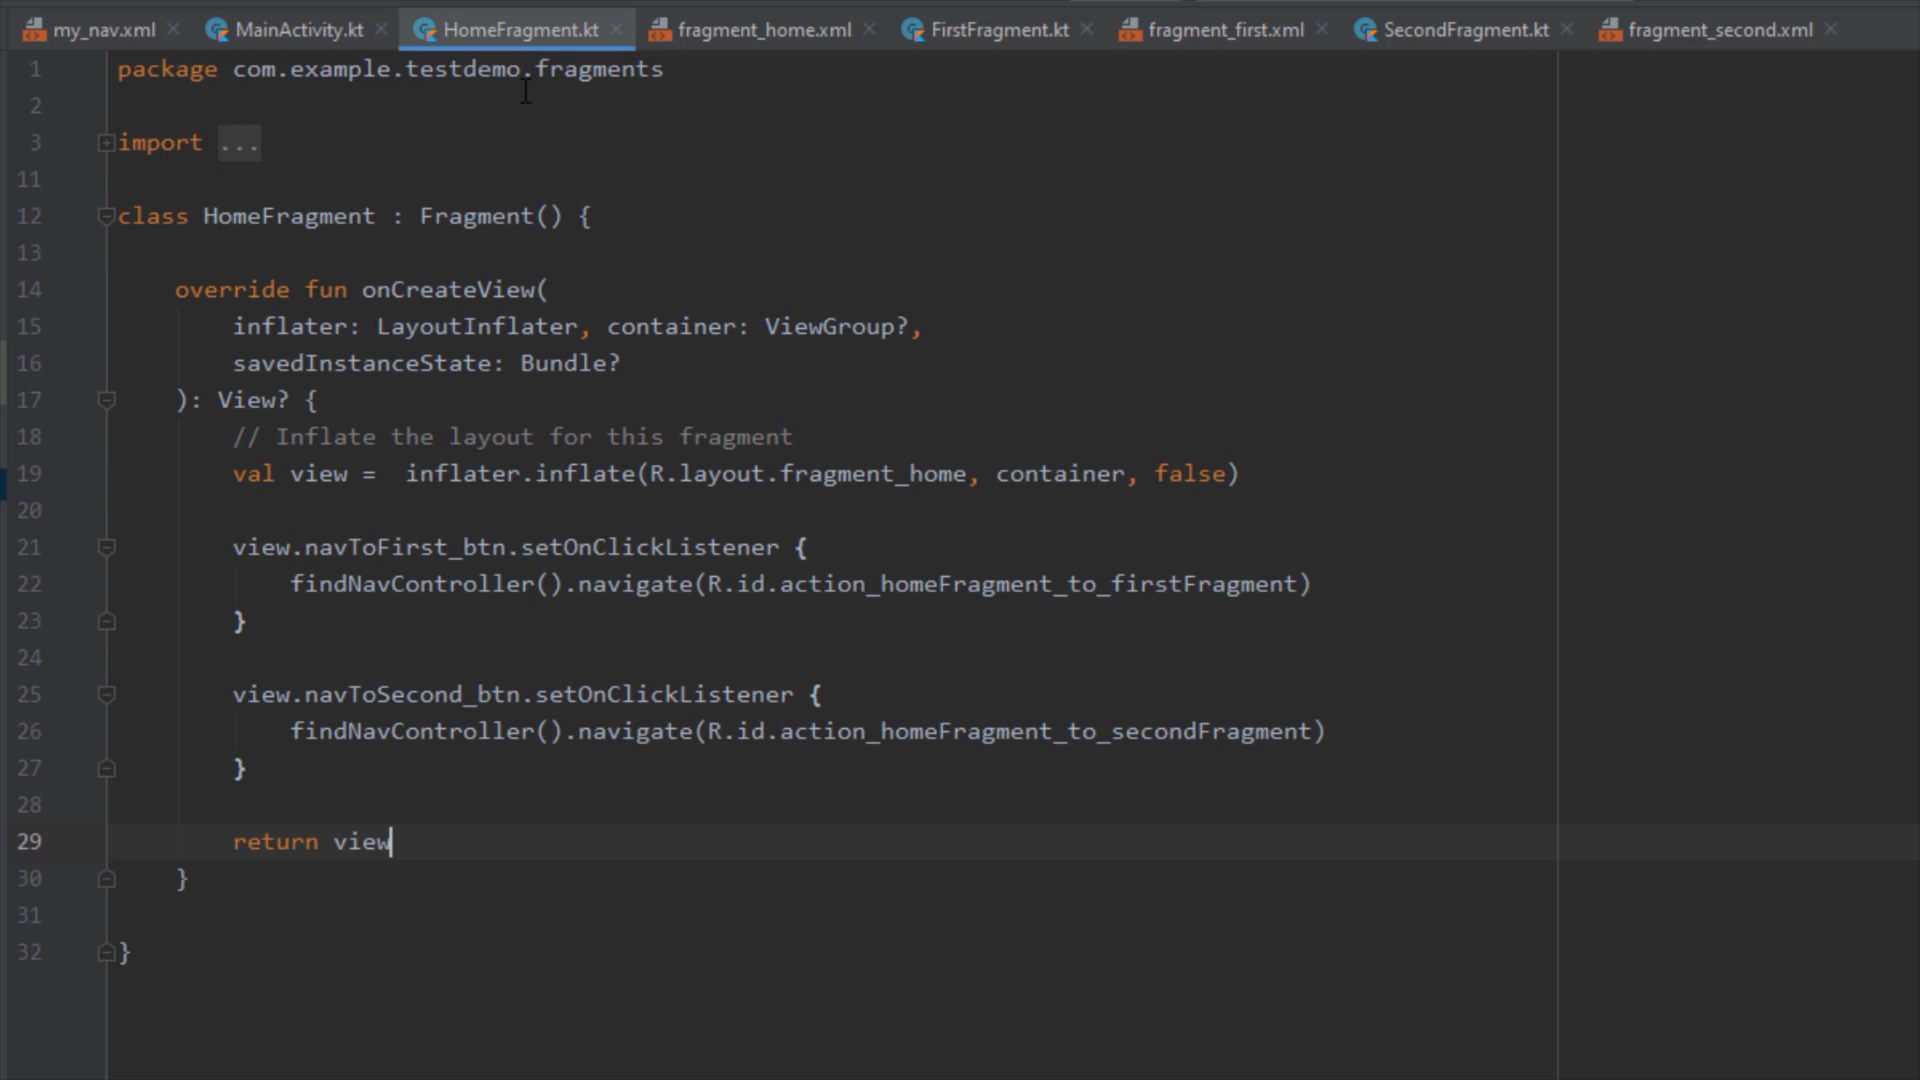 my_nav.xml MainActivity.kt HomeFragment.kt fragment_home.xml FirstFragment.kt fragment_first.xml SecondFragment.kt fragment_second.xml
1 package com.example.testdemo.fragments
2
3 import ...
11
12 class HomeFragment : Fragment() {
13
14 override fun onCreateView(
15 inflater: LayoutInflater, container: ViewGroup?,
16 savedInstanceState: Bundle?
17 ): View? {
18 // Inflate the layout for this fragment
19 val view =  inflater.inflate(R.layout.fragment_home, container, false)
20
21 view.navToFirst_btn.setOnClickListener {
22 findNavController().navigate(R.id.action_homeFragment_to_firstFragment)
23 }
24
25 view.navToSecond_btn.setOnClickListener {
26 findNavController().navigate(R.id.action_homeFragment_to_secondFragment)
27 }
28
29 return view
30 }
31
32 }